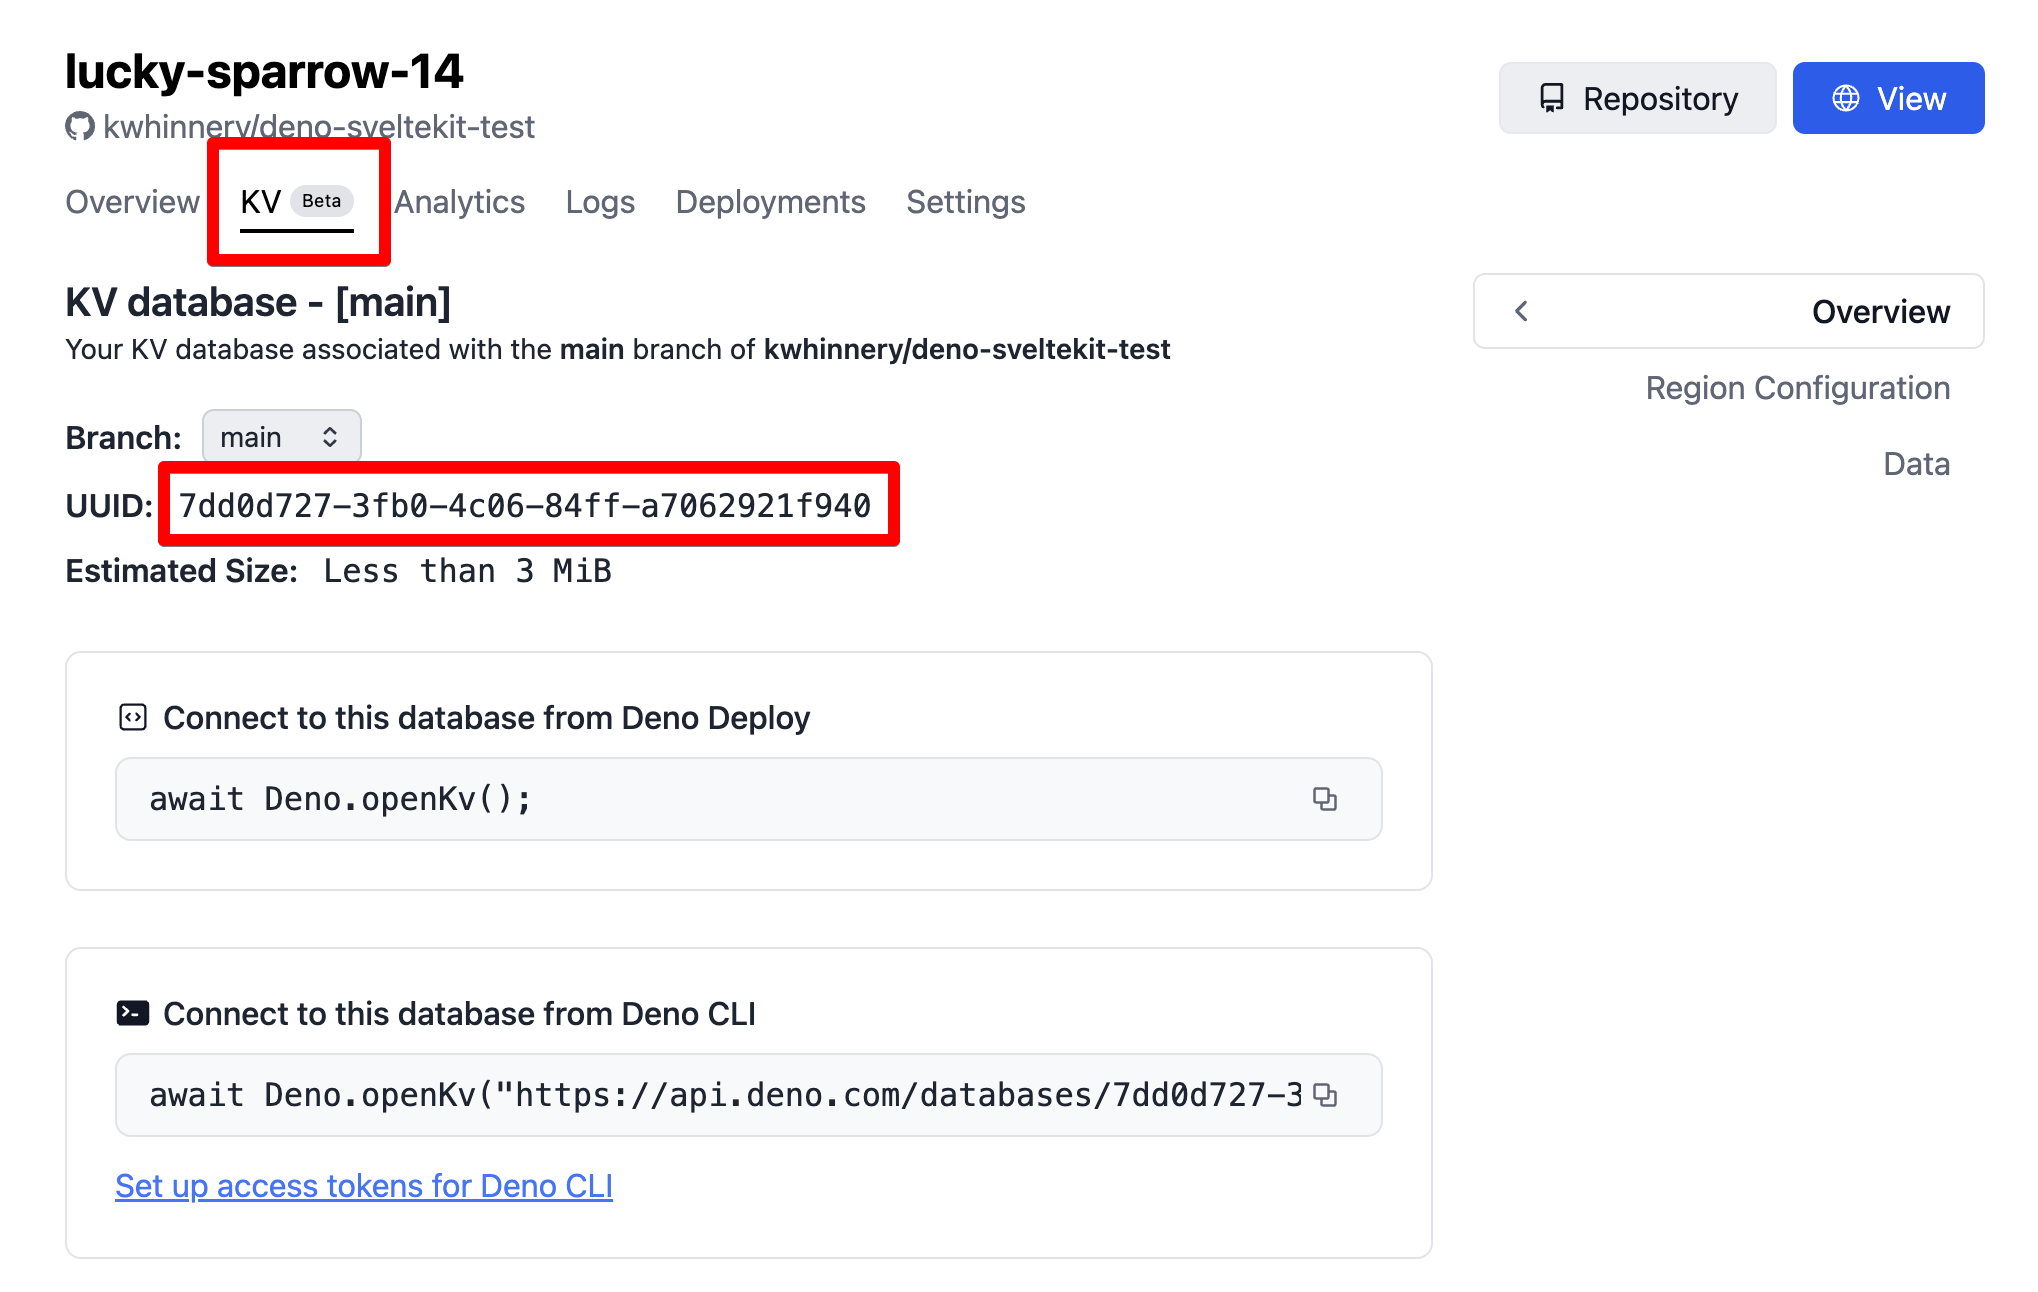 lucky-sparrow-14
kwhinnery/deno-sveltekit-test
Repository
View
Overview KV Beta Analytics Logs Deployments Settings
KV database - [main]
Your KV database associated with the main branch of kwhinnery/deno-sveltekit-test
Overview
Region Configuration
Data
Branch: main
UUID: 7dd0d727-3fb0-4c06-84ff-a7062921f940
Estimated Size: Less than 3 MiB
Connect to this database from Deno Deploy
await Deno.openKv();
Connect to this database from Deno CLI
await Deno.openKv("https://api.deno.com/databases/7dd0d727-3
Set up access tokens for Deno CLI